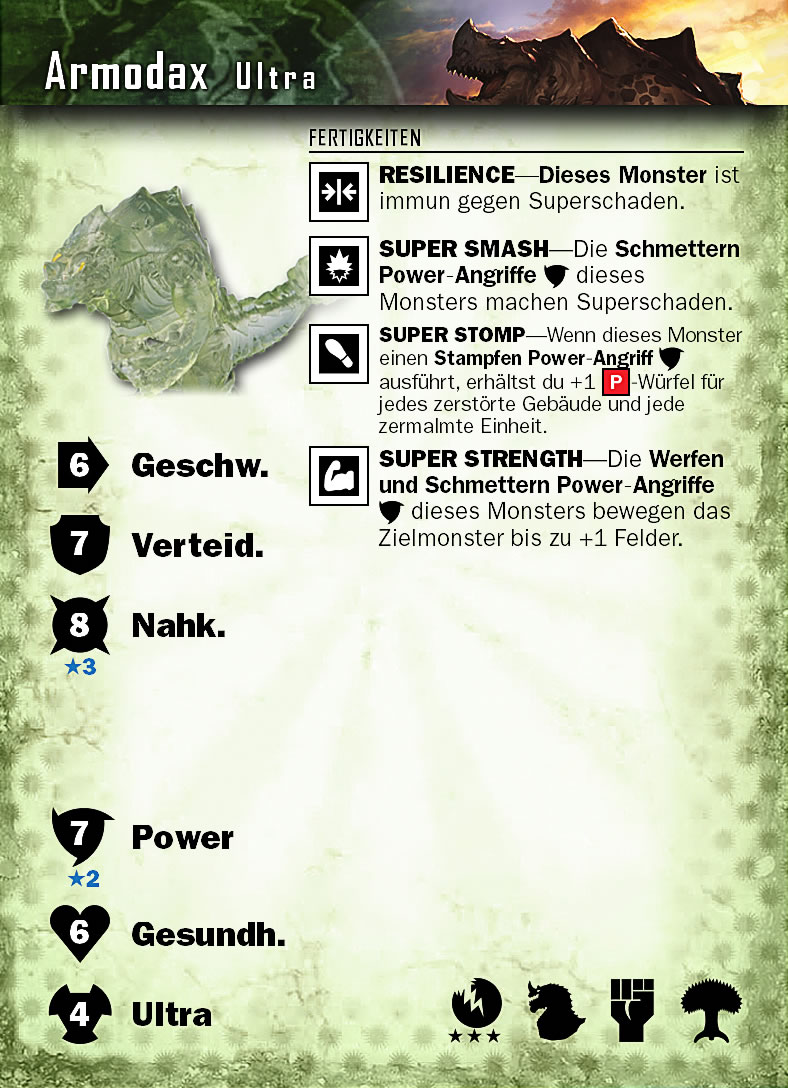 Armodax Ultra
FERTIGKEITEN
RESILIENCE—Dieses Monster ist
immun gegen Superschaden.
SUPER SMASH—Die Schmettern
Power-Angriffe dieses
Monsters machen Superschaden.
SUPER STOMP—Wenn dieses Monster
einen Stampfen Power-Angriff
ausführt, erhältst du +1 P-Würfel für
jedes zerstörte Gebäude und jede
zermalmte Einheit.
SUPER STRENGTH—Die Werfen
und Schmettern Power-Angriffe
dieses Monsters bewegen das
Zielmonster bis zu +1 Felder.
6 Geschw.
7 Verteid.
8 Nahk.
★3
7 Power
★2
6 Gesundh.
4 Ultra
★★★